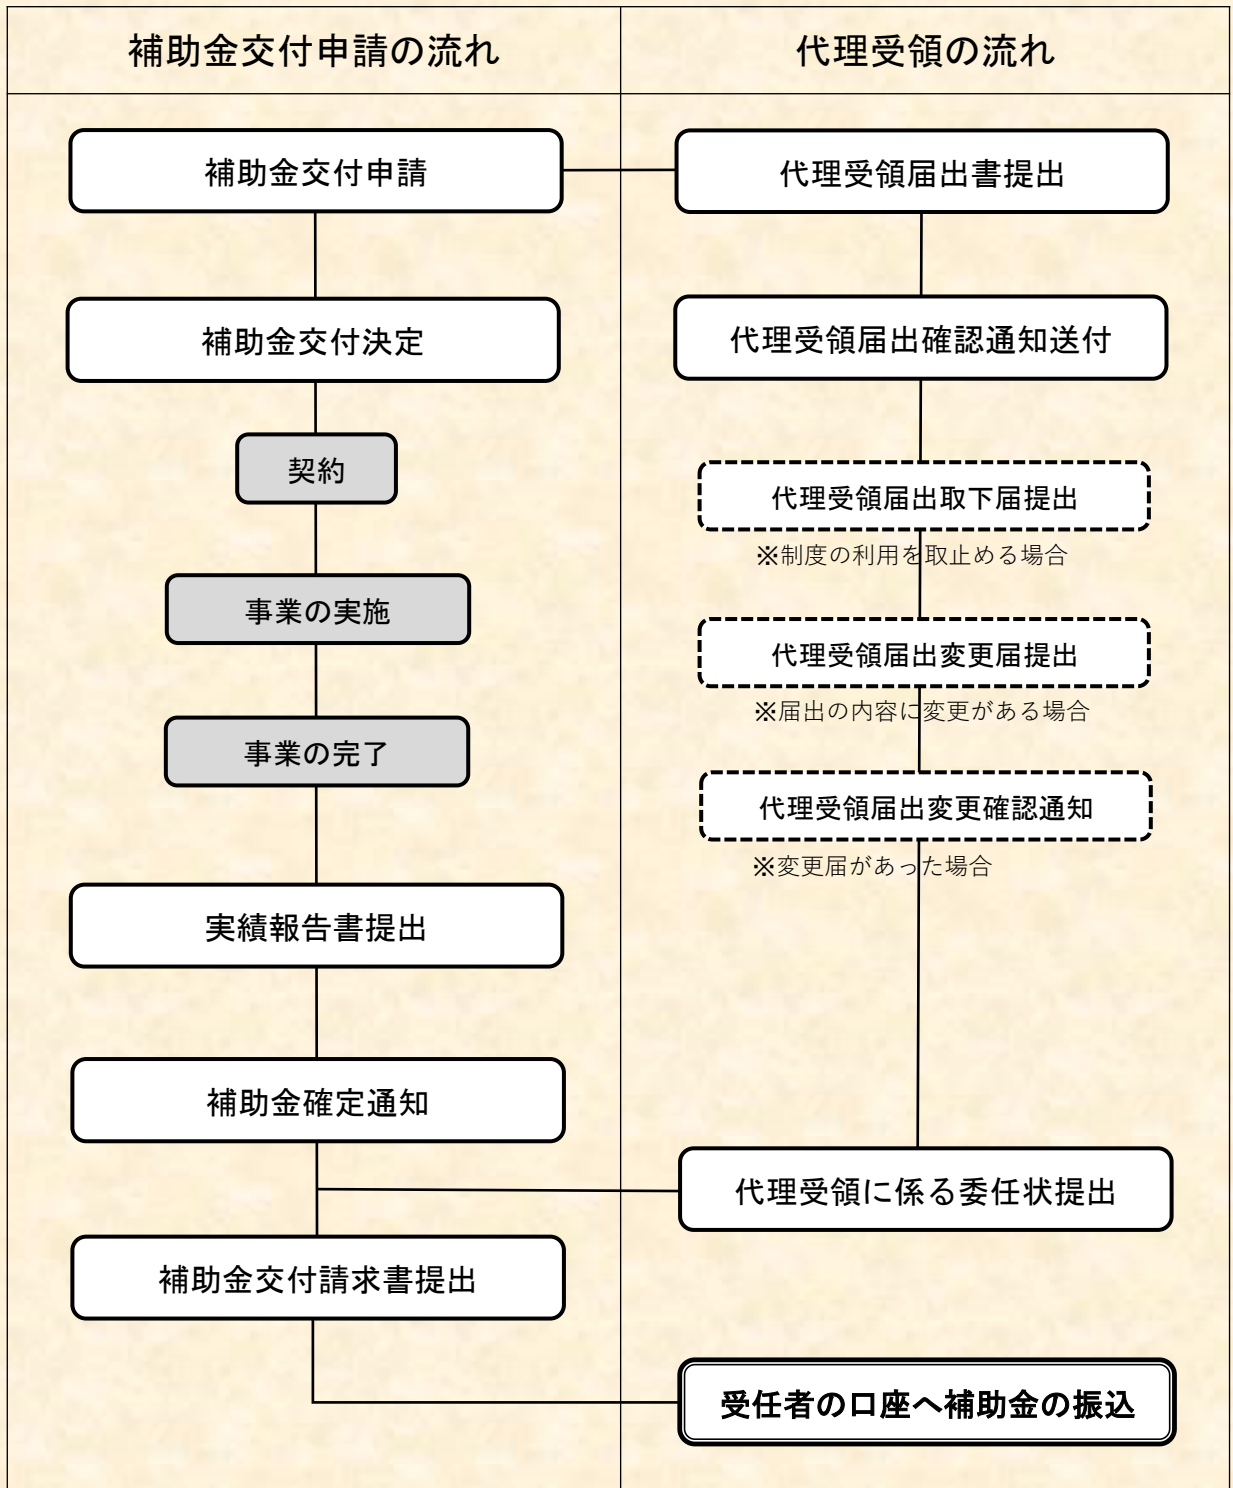 補助金交付申請の流れ
代理受領の流れ
補助金交付申請
代理受領届出書提出
補助金交付決定
代理受領届出確認通知送付
契約
代理受領届出取下届提出
※制度の利用を取止める場合
事業の実施
代理受領届出変更届提出
※届出の内容に変更がある場合
事業の完了
代理受領届出変更確認通知
※変更届があった場合
実績報告書提出
補助金確定通知
代理受領に係る委任状提出
補助金交付請求書提出
受任者の口座へ補助金の振込